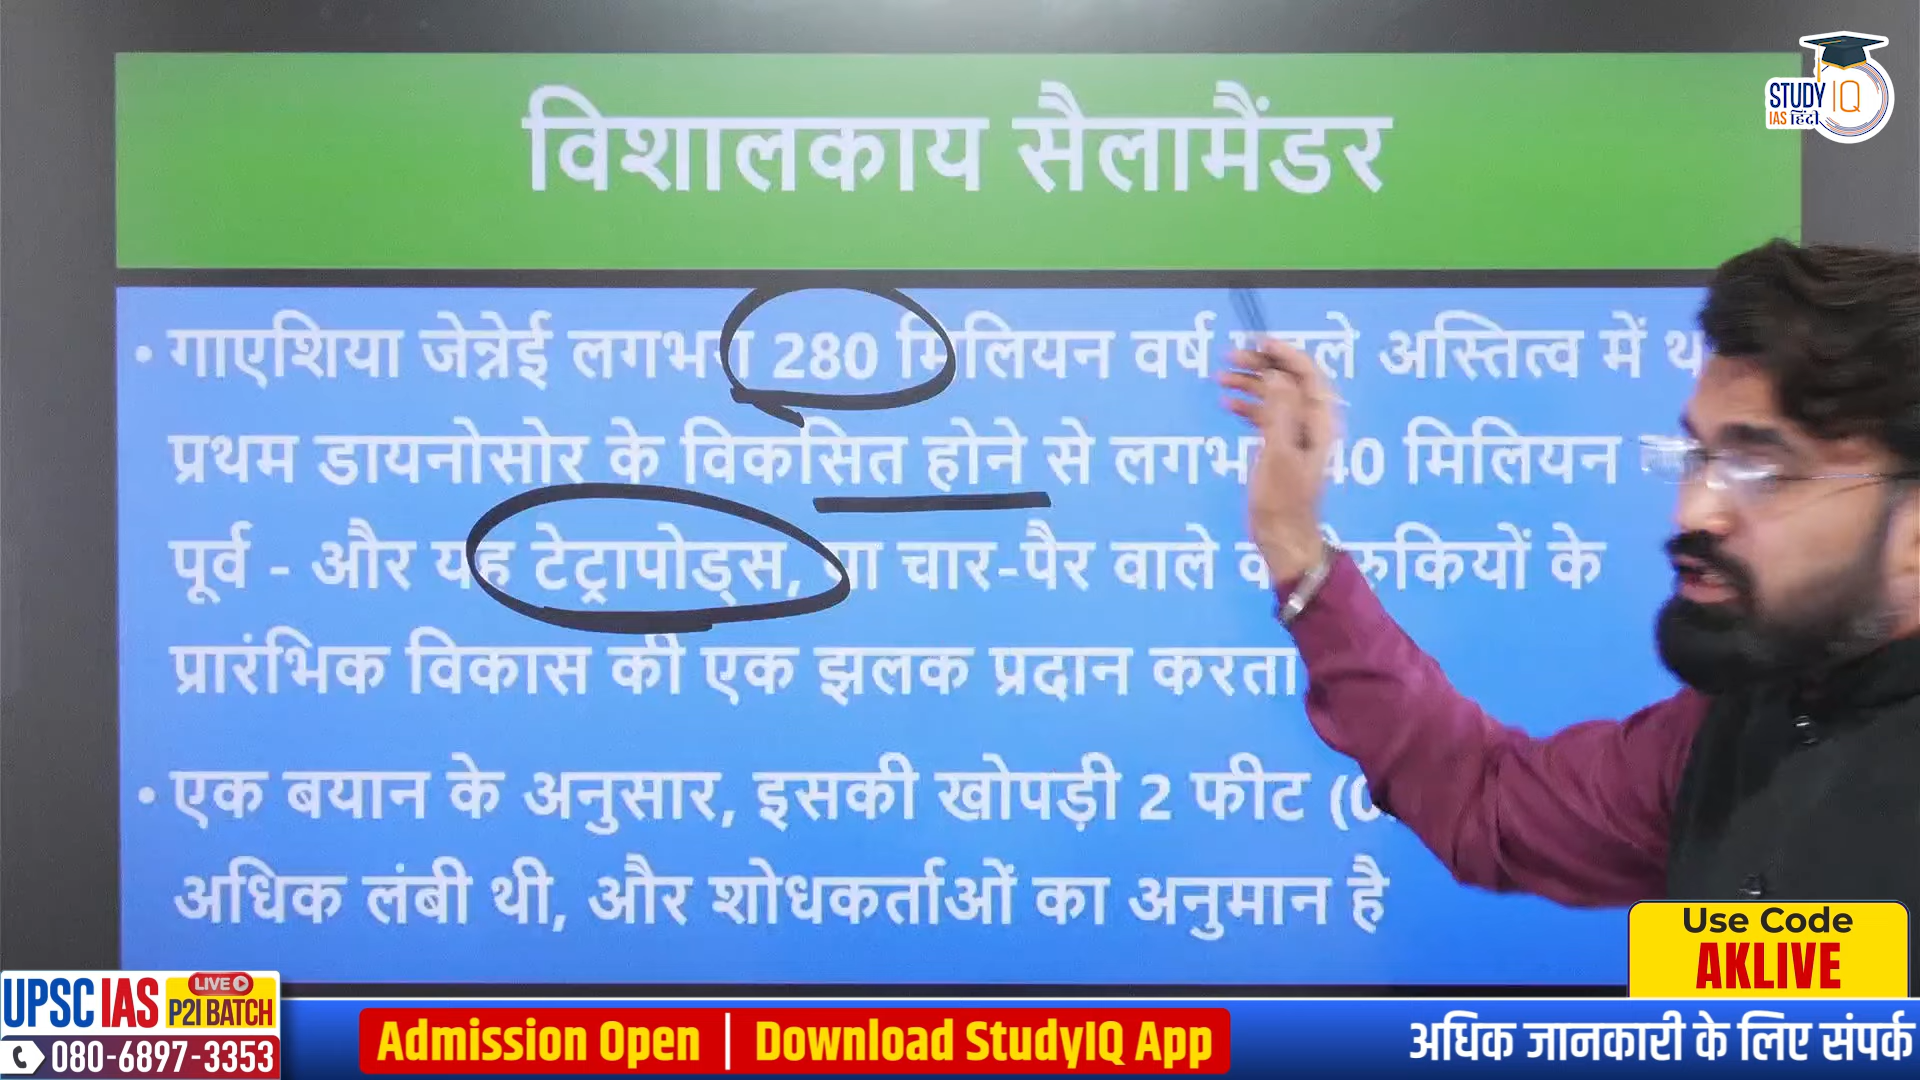 STUDY IQ
IAS हिंदी
विशालकाय सैलामैंडर
• गाएशिया जेन्नेई लगभग 280 मिलियन वर्ष पहले अस्तित्व में
प्रथम डायनोसोर के विकसित होने से लगभग 40 मिलियन
पूर्व - और यह टेट्रापोड्स, या चार-पैर वाले के
प्रारंभिक विकास की एक झलक प्रदान करता
• एक बयान के अनुसार, इसकी खोपड़ी 2 फीट
अधिक लंबी थी, और शोधकर्ताओं का अनुमान है
Use Code
AKLIVE
UPSC IAS
LIVE
P2I BATCH
080-6897-3353
Admission Open | Download StudyIQ App
अधिक जानकारी के लिए संपर्क